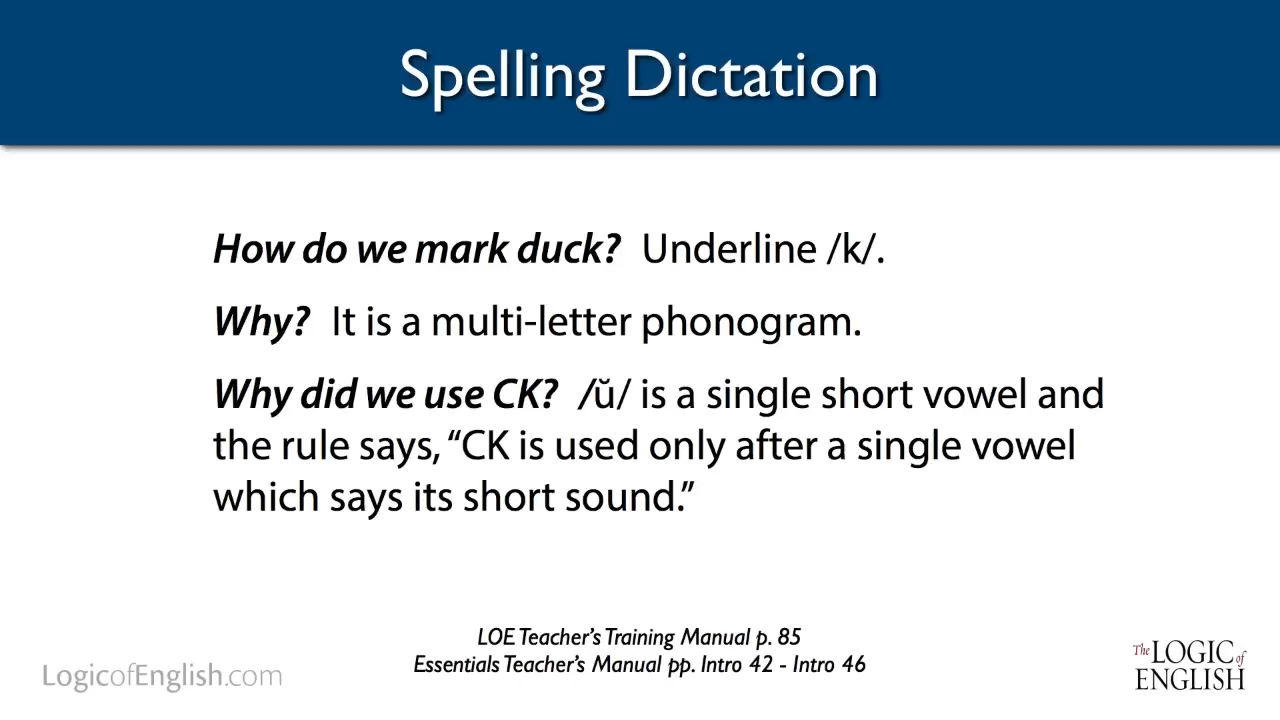 Spelling Dictation
How do we mark duck? Underline /k/.
Why? It is a multi-letter phonogram.
Why did we use CK? /ŭ/ is a single short vowel and
the rule says, “CK is used only after a single vowel
which says its short sound.”
LOE Teacher’s Training Manual p. 85
Essentials Teacher’s Manual pp. Intro 42 - Intro 46
LogicofEnglish.com
The LOGIC of
ENGLISH